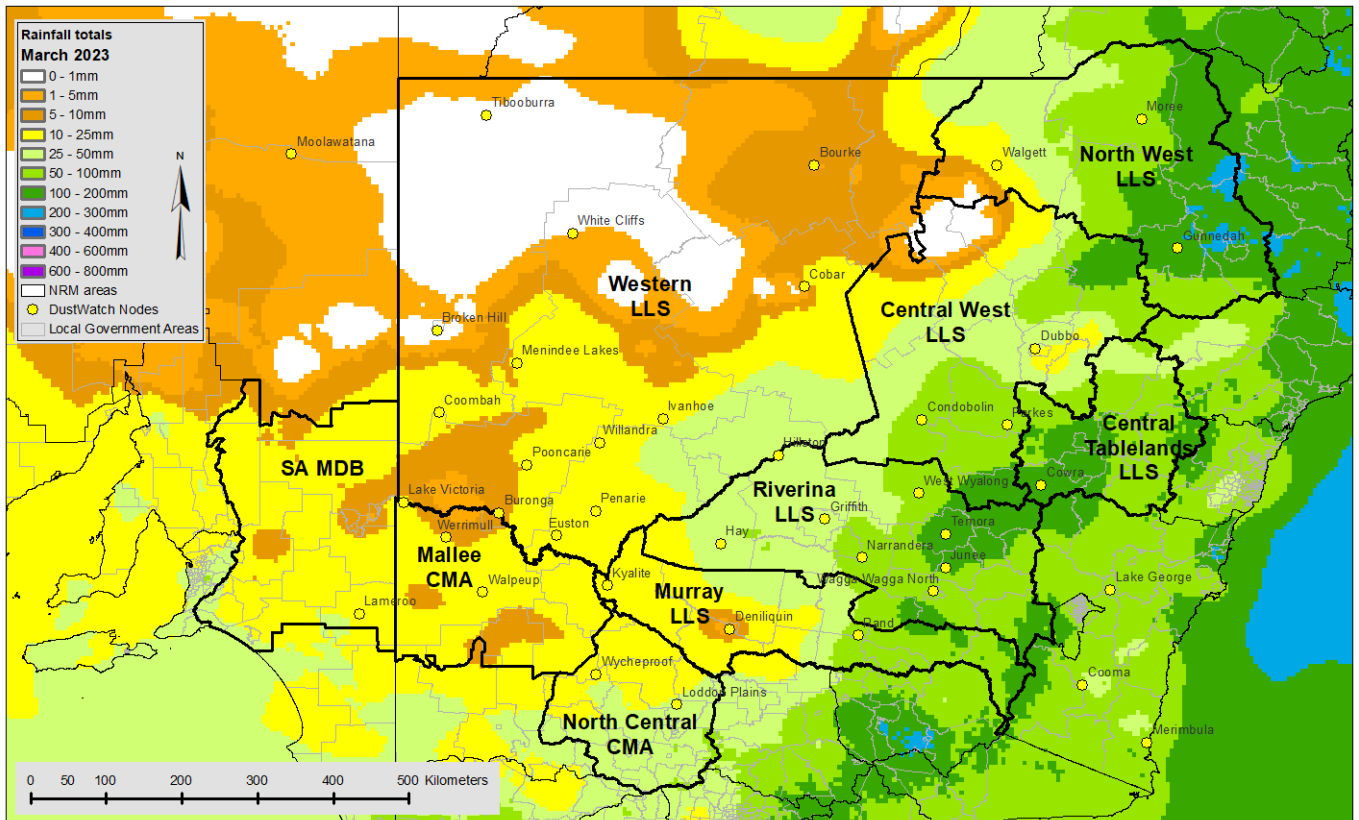 Rainfall totals
March 2023
0 - 1mm
1 - 5mm
5 - 10mm
10 - 25mm
25 - 50mm
50 - 100mm
100 - 200mm
200 - 300mm
300 - 400mm
400 - 600mm
600 - 800mm
NRM areas
DustWatch Nodes
Local Government Areas
N
Tibooburra
Moolawatana
Moree
Bourke
Walgett
North West
LLS
White Cliffs
Gunnedah
Western
LLS
Cobar
Central West
LLS
Broken Hill
Dubbo
Menindee Lakes
Coombah
Ivanhoe
Condobolin
Parkes
Willandra
Hillston
Central
Tablelands
LLS
Pooncarie
SA MDB
Cowra
Lake Victoria
Buronga
Penarie
Riverina
LLS
Griffith
West Wyalong
Werrimull
Euston
Hay
Temora
Mallee
CMA
Narrandera
Junee
Walpeup
Kyalite
Murray
LLS
Wagga Wagga North
Lake George
Lameroo
Deniliquin
Rand
Wycheproof
Cooma
Loddon Plains
North Central
CMA
Merimbula
0 50 100 200 300 400 500 Kilometers